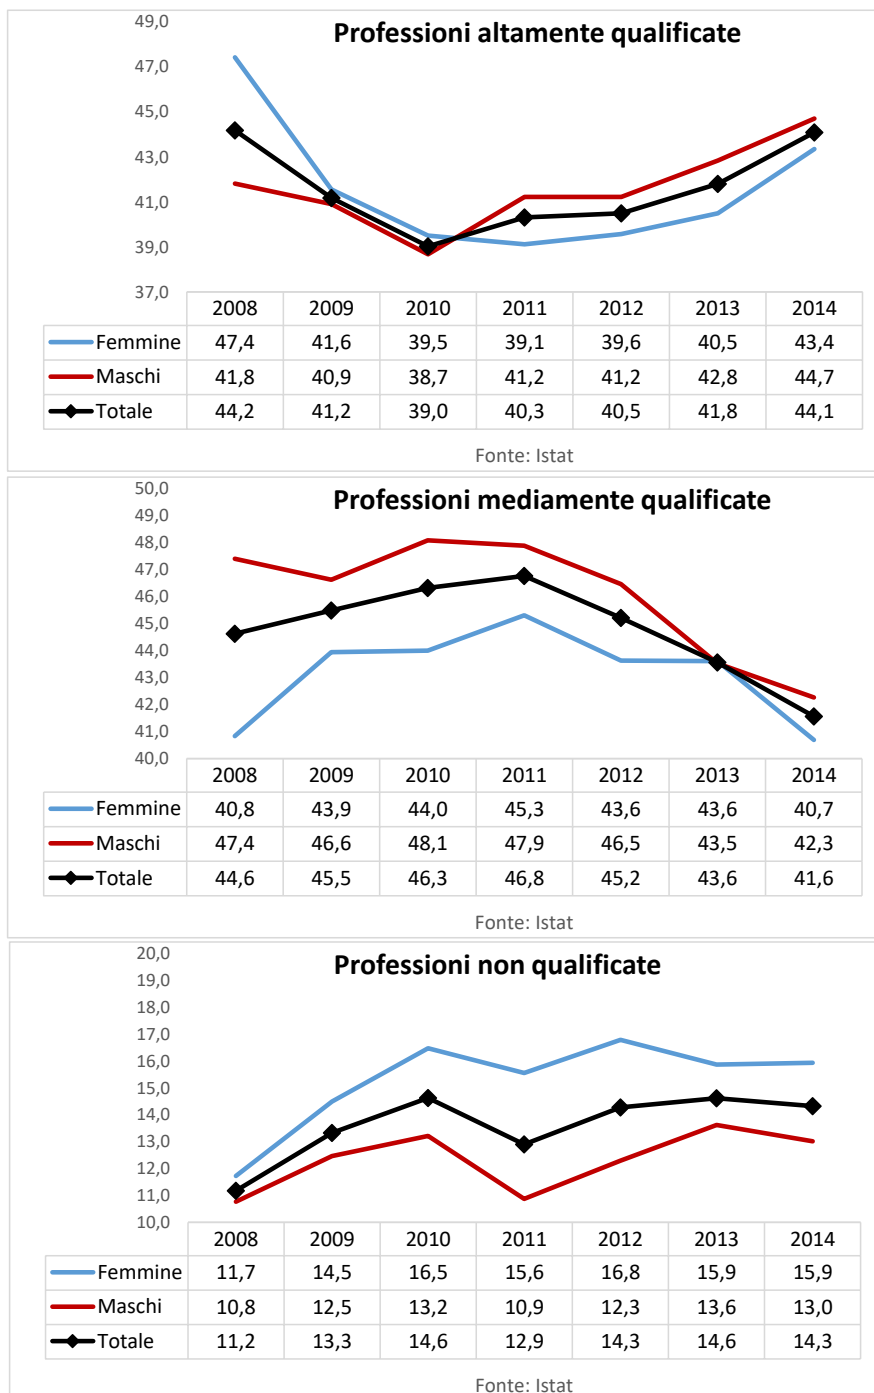 Professioni altamente qualificate
49,0
47,0
45,0
43,0
41,0
39,0
37,0
2008 2009 2010 2011 2012 2013 2014
Femmine 47,4 41,6 39,5 39,1 39,6 40,5 43,4
Maschi 41,8 40,9 38,7 41,2 41,2 42,8 44,7
Totale 44,2 41,2 39,0 40,3 40,5 41,8 44,1
Fonte: Istat
Professioni mediamente qualificate
50,0
49,0
48,0
47,0
46,0
45,0
44,0
43,0
42,0
41,0
40,0
2008 2009 2010 2011 2012 2013 2014
Femmine 40,8 43,9 44,0 45,3 43,6 43,6 40,7
Maschi 47,4 46,6 48,1 47,9 46,5 43,5 42,3
Totale 44,6 45,5 46,3 46,8 45,2 43,6 41,6
Fonte: Istat
Professioni non qualificate
20,0
19,0
18,0
17,0
16,0
15,0
14,0
13,0
12,0
11,0
10,0
2008 2009 2010 2011 2012 2013 2014
Femmine 11,7 14,5 16,5 15,6 16,8 15,9 15,9
Maschi 10,8 12,5 13,2 10,9 12,3 13,6 13,0
Totale 11,2 13,3 14,6 12,9 14,3 14,6 14,3
Fonte: Istat